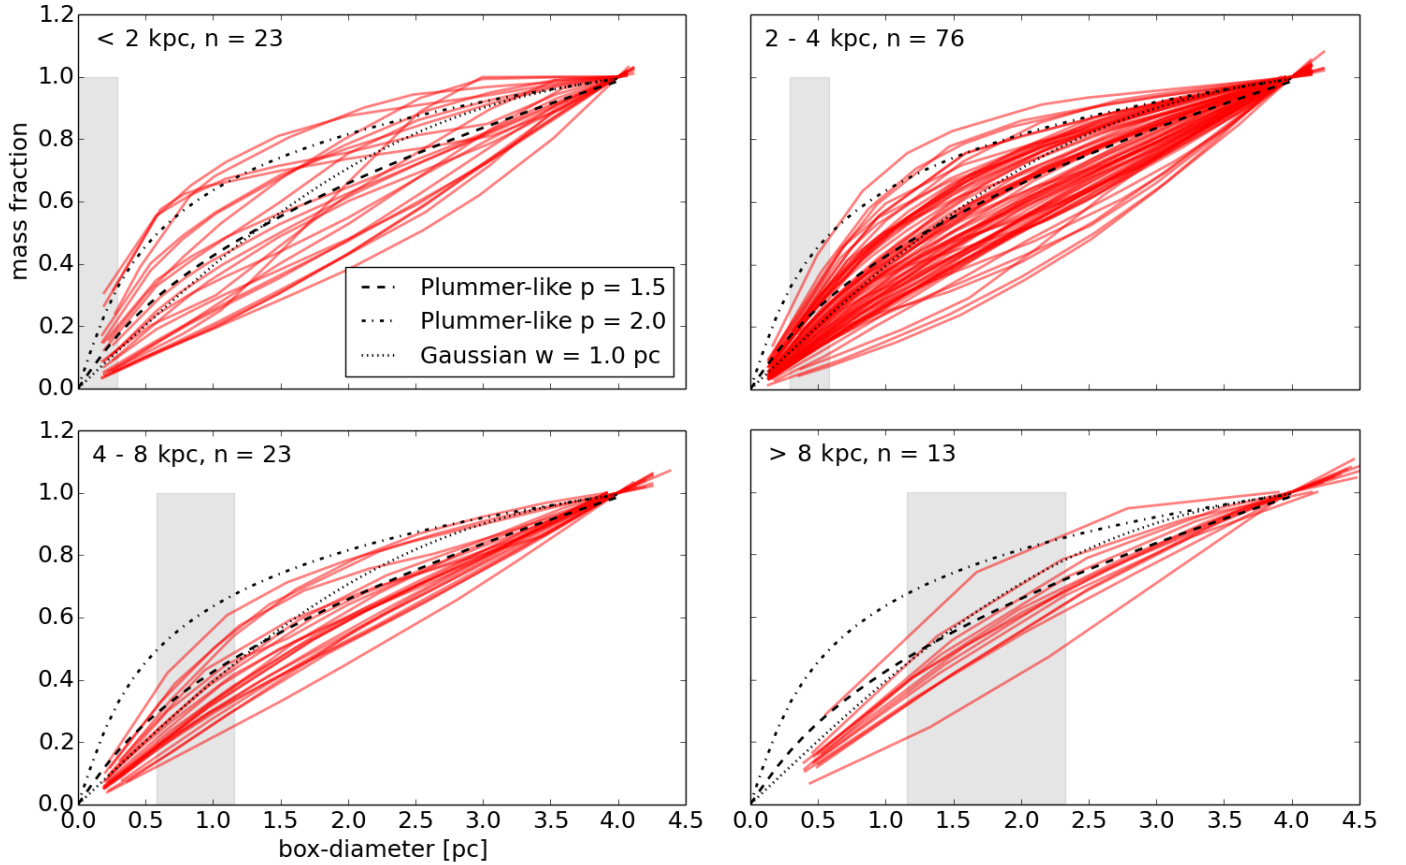 1.2
1.0
0.8
0.6
0.4
0.2
0.0
mass fraction
< 2 kpc, n = 23
Plummer-like p = 1.5
Plummer-like p = 2.0
Gaussian w = 1.0 pc
2 - 4 kpc, n = 76
1.2
1.0
0.8
0.6
0.4
0.2
0.0
4 - 8 kpc, n = 23
0.0 0.5 1.0 1.5 2.0 2.5 3.0 3.5 4.0 4.5
box-diameter [pc]
> 8 kpc, n = 13
0.0 0.5 1.0 1.5 2.0 2.5 3.0 3.5 4.0 4.5